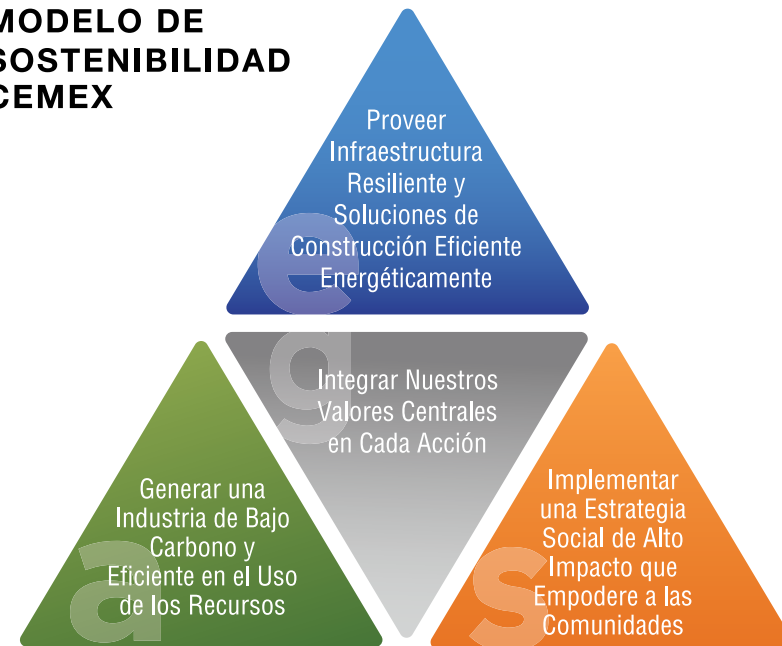 MODELO DE
SOSTENIBILIDAD
CEMEX
Proveer
Infraestructura
Resiliente y
Soluciones de
Construcción Eficiente
Energéticamente
e
g
Integrar Nuestros
Valores Centrales
en Cada Acción
Generar una
Industria de Bajo
Carbono y
Eficiente en el Uso
de los Recursos
a
Implementar
una Estrategia
Social de Alto
Impacto que
Empodere a las
Comunidades
s